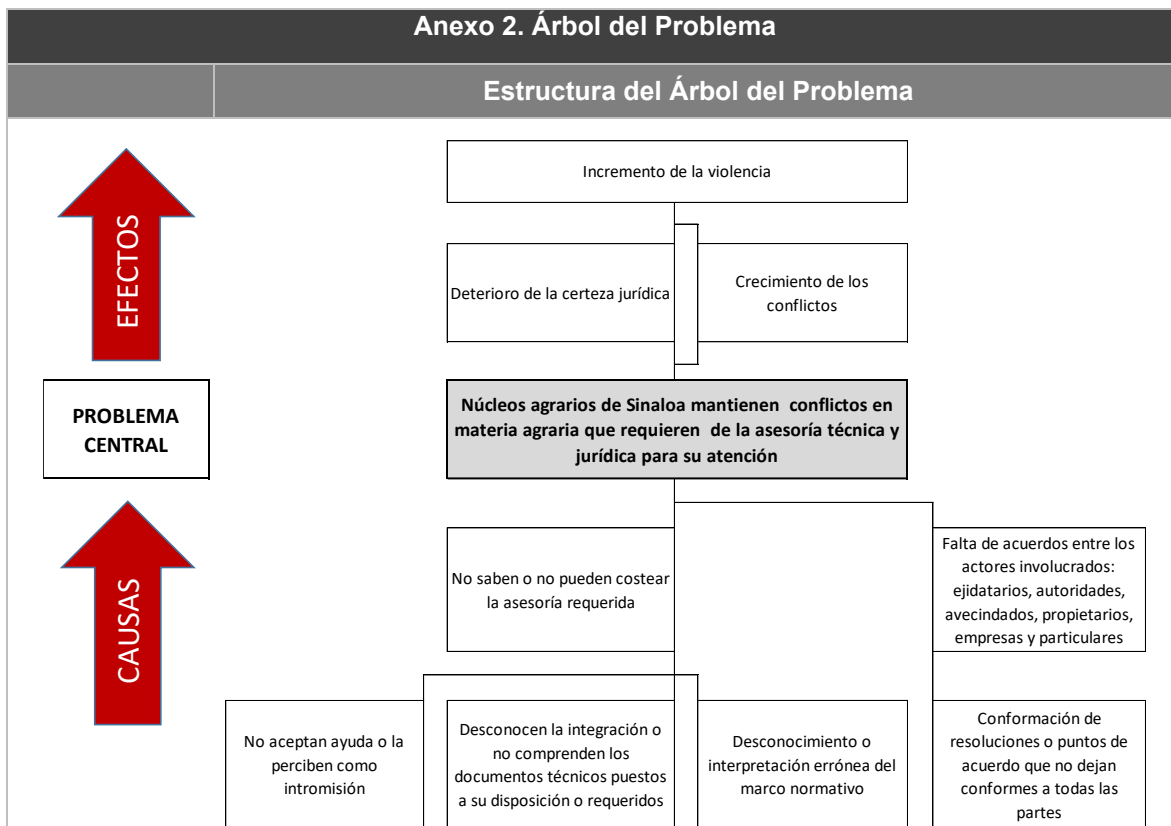 Anexo 2. Árbol del Problema
Estructura del Árbol del Problema
EFECTOS
Incremento de la violencia
Deterioro de la certeza jurídica
Crecimiento de los
conflictos
PROBLEMA
CENTRAL
Núcleos agrarios de Sinaloa mantienen conflictos en
materia agraria que requieren de la asesoría técnica y
jurídica para su atención
CAUSAS
No saben o no pueden costear
la asesoría requerida
Falta de acuerdos entre los
actores involucrados:
ejidatarios, autoridades,
avecindados, propietarios,
empresas y particulares
No aceptan ayuda o la
perciben como
intromisión
Desconocen la integración o
no comprenden los
documentos técnicos puestos
a su disposición o requeridos
Desconocimiento o
interpretación errónea del
marco normativo
Conformación de
resoluciones o puntos de
acuerdo que no dejan
conformes a todas las
partes